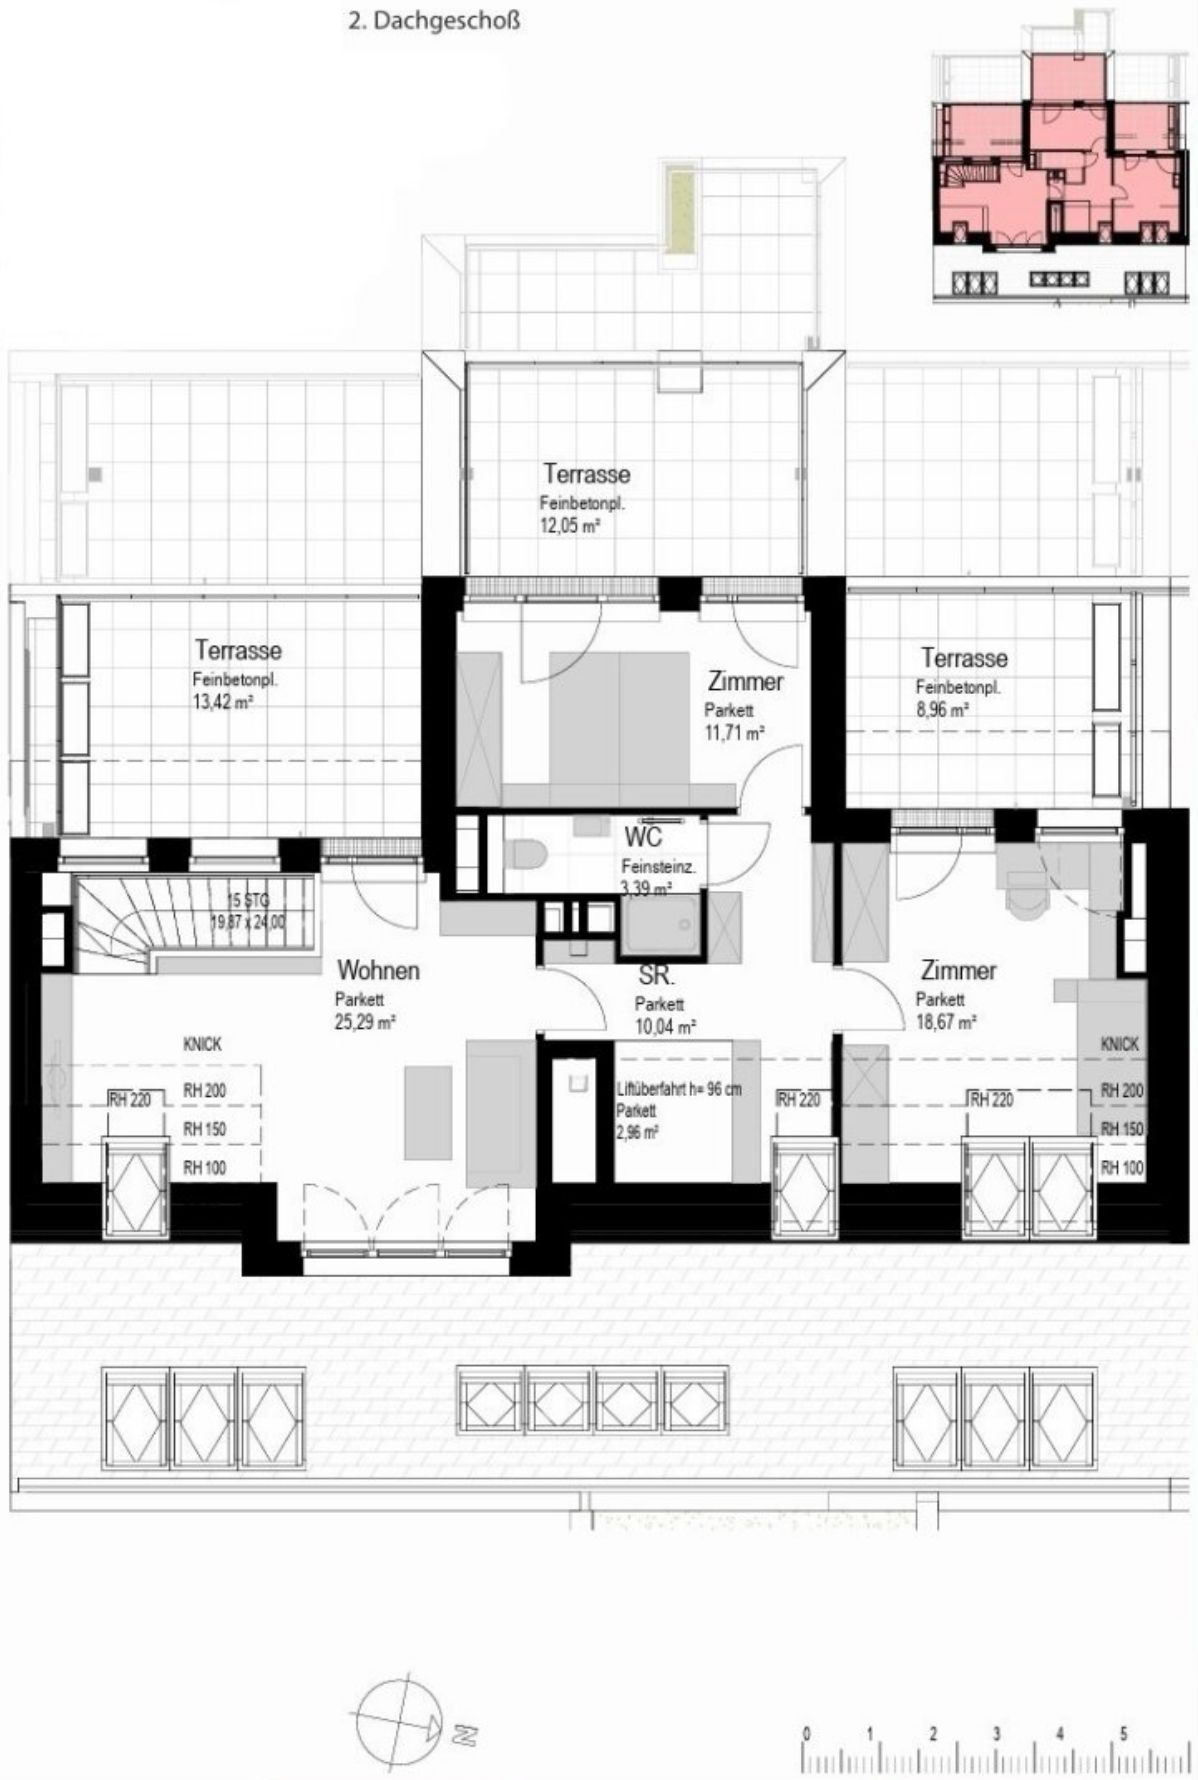 2. Dachgeschoß
Terrasse
Feinbetonpl.
12,05 m²
Terrasse
Feinbetonpl.
13,42 m²
Zimmer
Parkett
11,71 m²
Terrasse
Feinbetonpl.
8,96 m²
WC
Feinsteinz.
3,39 m²
15 STG
19,87 x 24,00
Wohnen
Parkett
25,29 m²
SR.
Parkett
10,04 m²
Zimmer
Parkett
18,67 m²
KNICK
RH 220
RH 200
RH 150
RH 100
Liftüberfahrt h= 96 cm
Parkett
2,96 m²
RH 220
RH 220
KNICK
RH 200
RH 150
RH 100
N
0 1 2 3 4 5